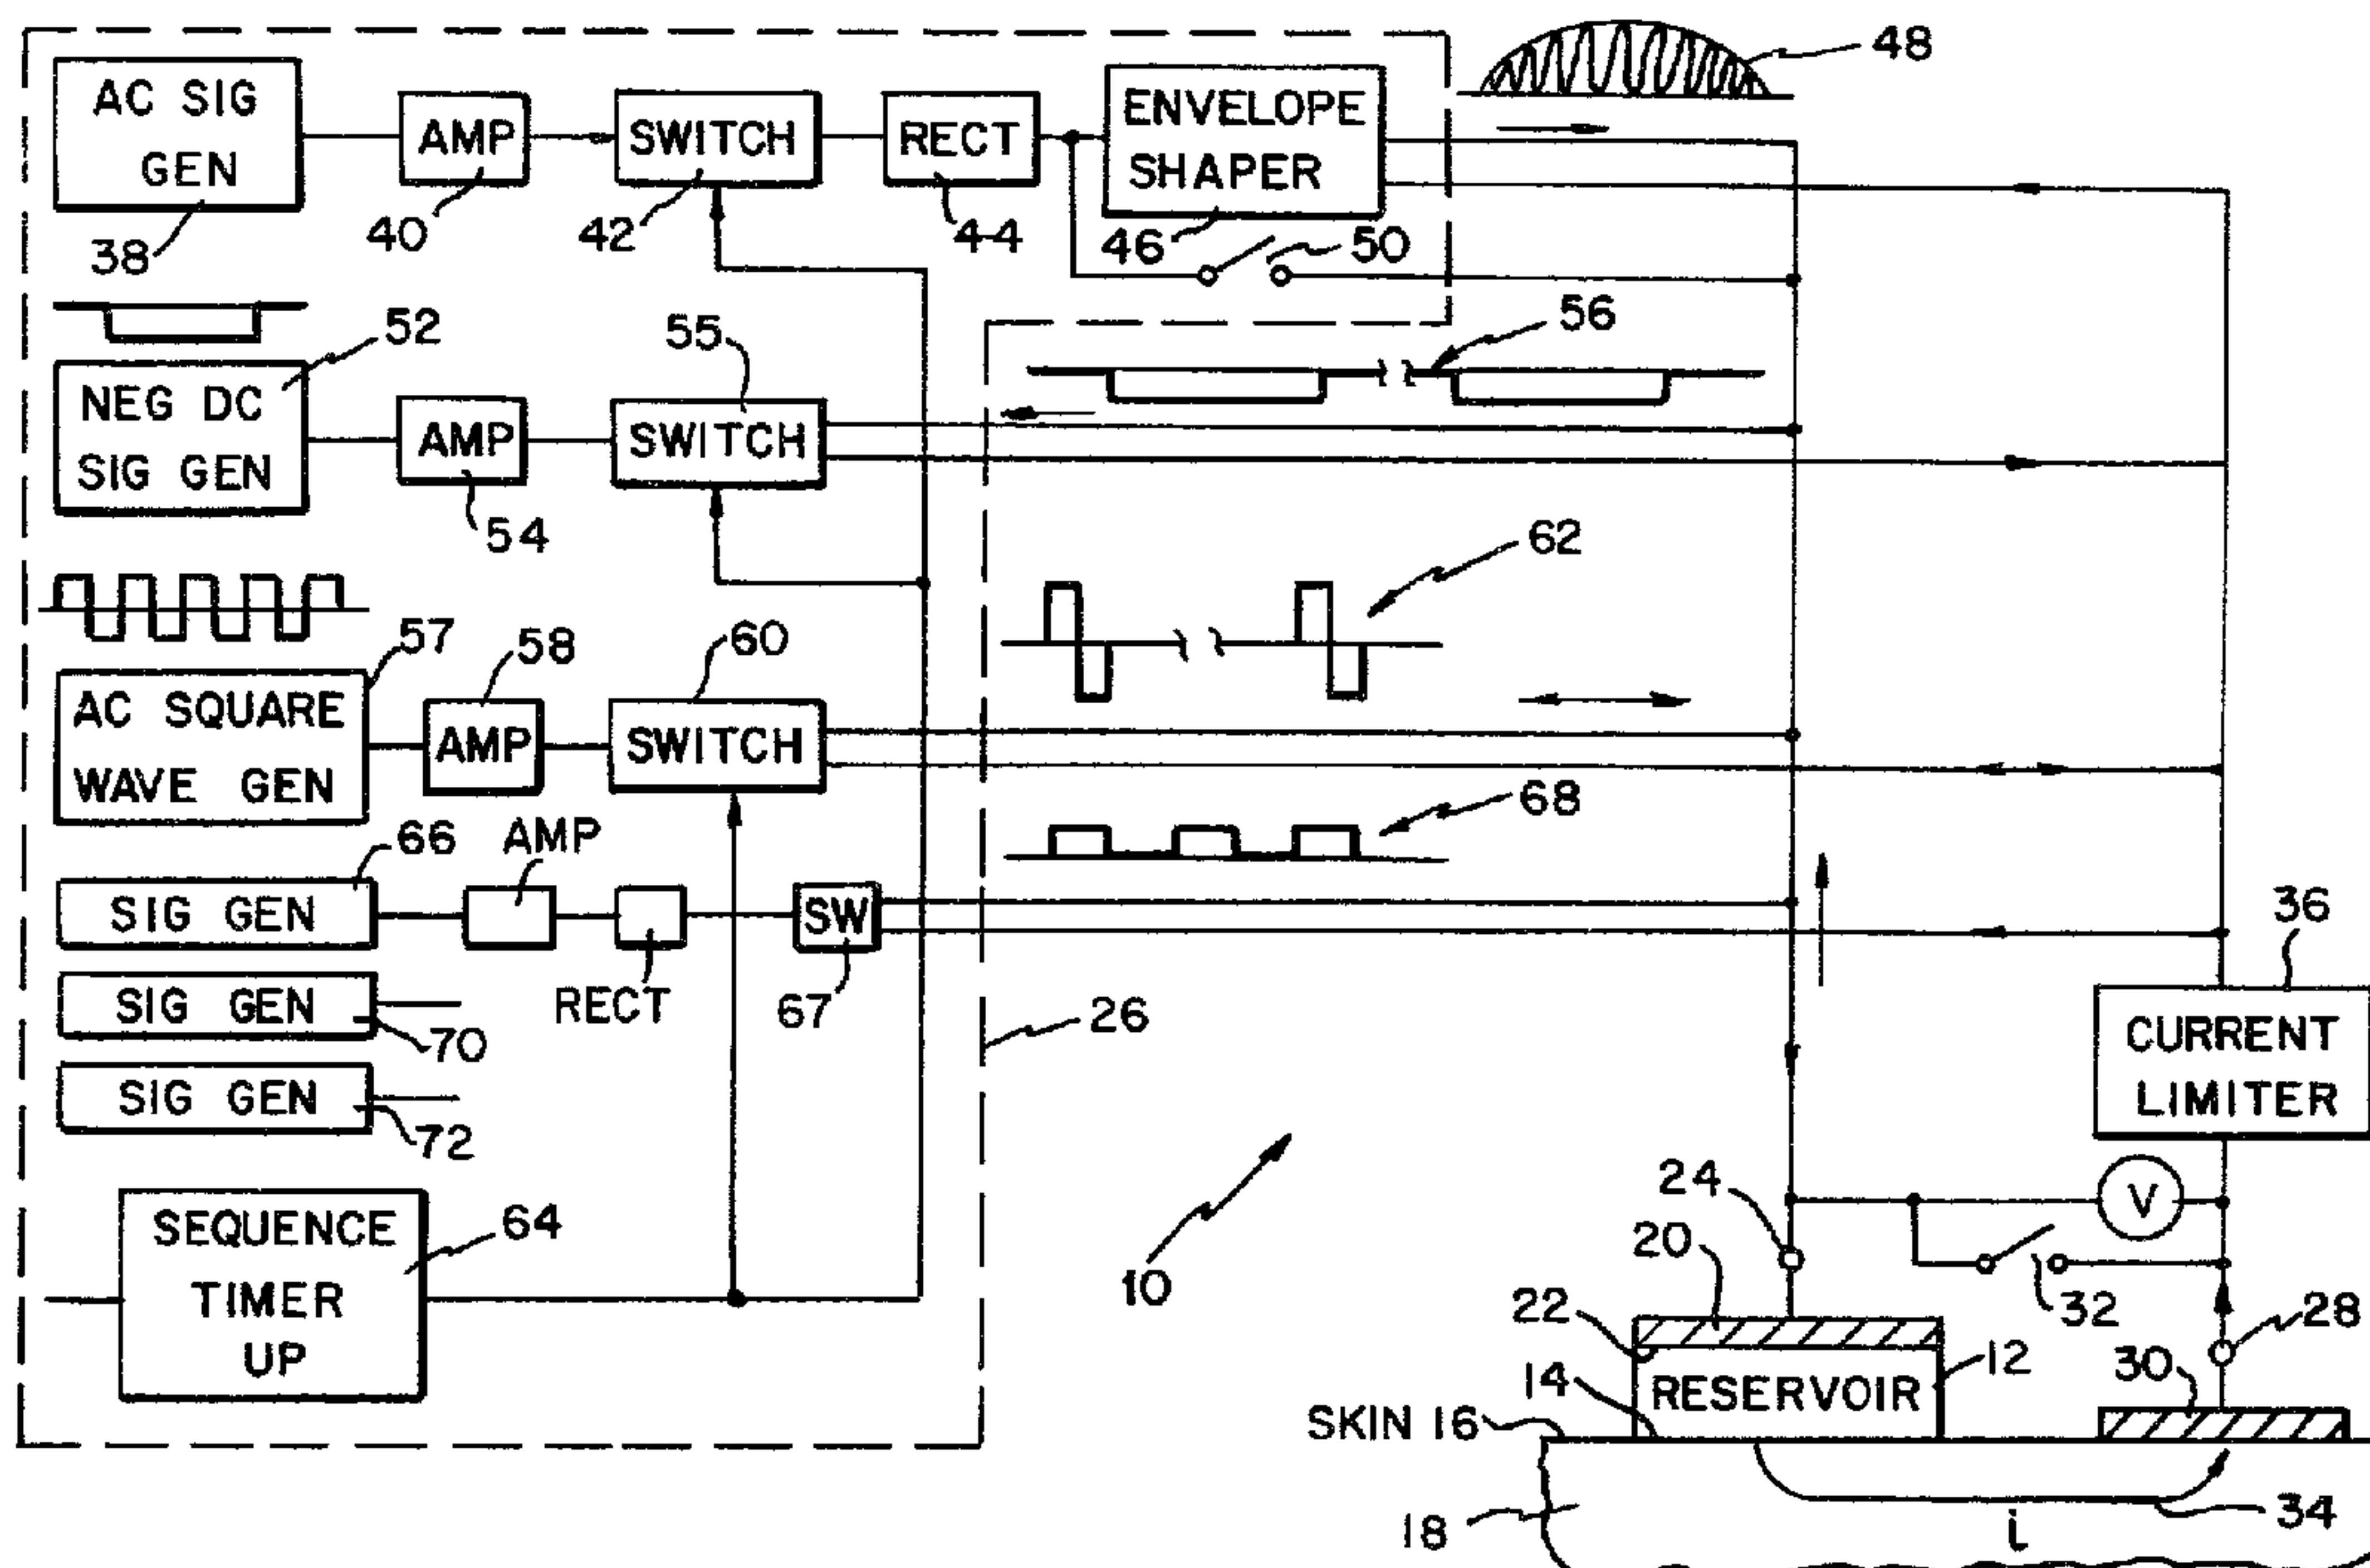 48
AC SIG
GEN
38
AMP
40
SWITCH
42
RECT
44
ENVELOPE
SHAPER
46
50
52
NEG DC
SIG GEN
AMP
54
55
SWITCH
56
57
AC SQUARE
WAVE GEN
58
AMP
60
SWITCH
62
66
SIG GEN
AMP
RECT
SW
67
68
SIG GEN
70
SIG GEN
72
26
36
CURRENT
LIMITER
SEQUENCE
TIMER
UP
64
10
24
V
20
32
28
22
12
30
14
RESERVOIR
SKIN 16
18
i
34